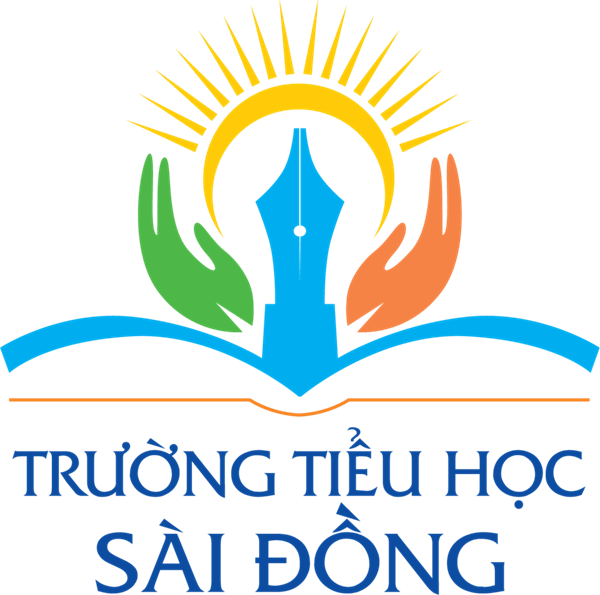 TRƯỜNG TIỂU HỌC
SÀI ĐỒNG